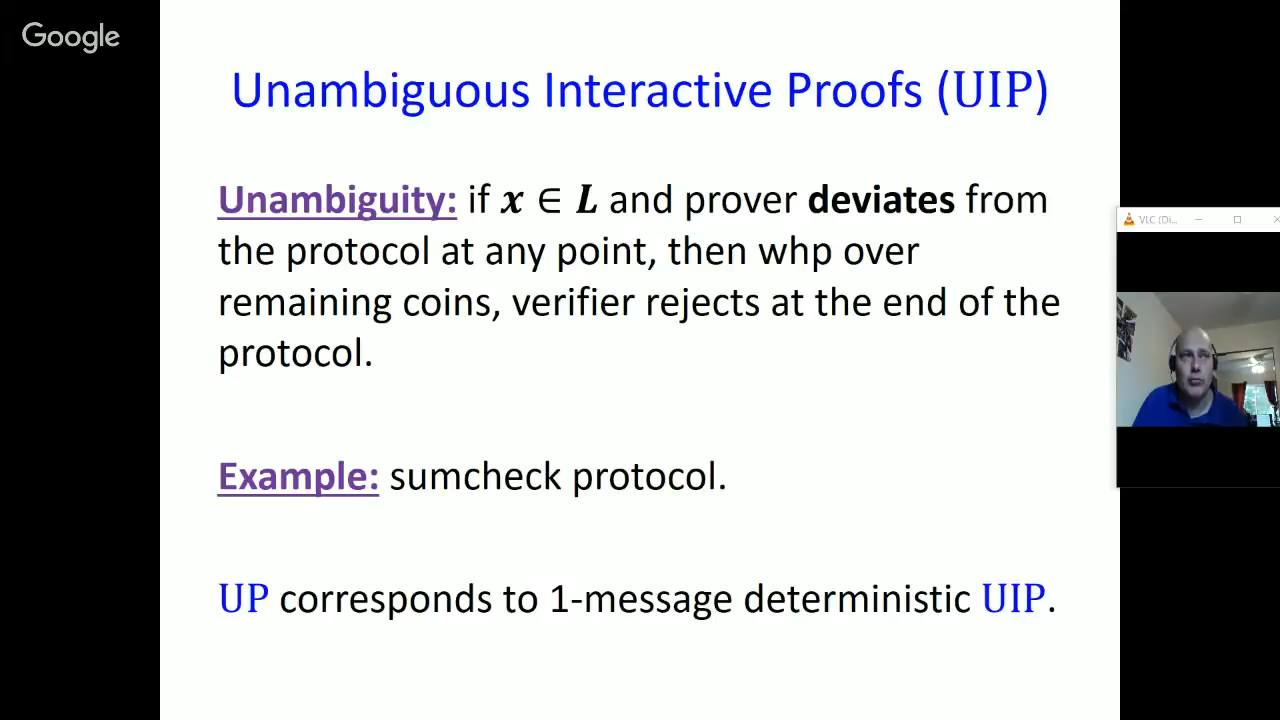 Google
Unambiguous Interactive Proofs (UIP)
Unambiguity: if x ∈ L and prover deviates from
the protocol at any point, then whp over
remaining coins, verifier rejects at the end of the
protocol.
VLC (Di...
Example: sumcheck protocol.
UP corresponds to 1-message deterministic UIP.